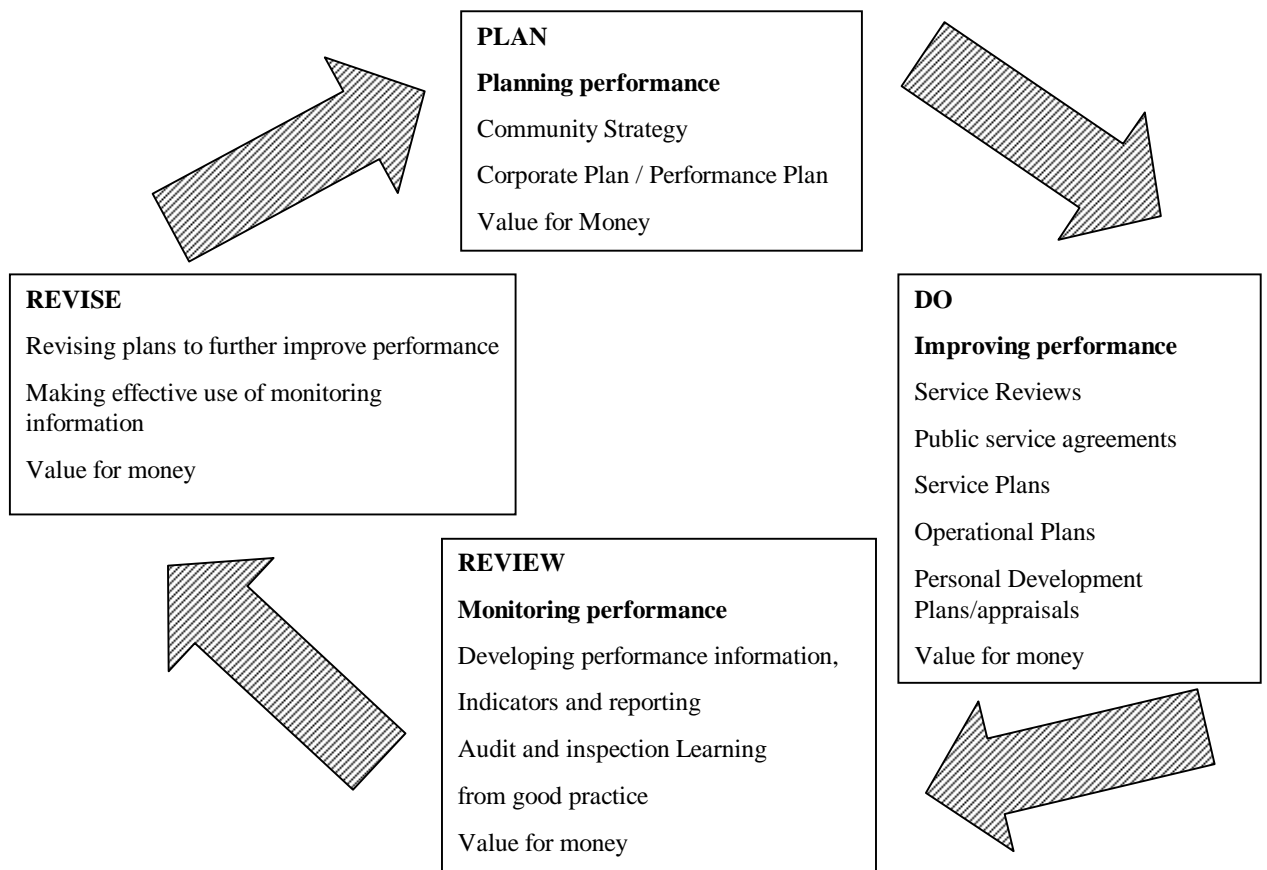 PLAN
Planning performance
Community Strategy
Corporate Plan / Performance Plan
Value for Money
DO
Improving performance
Service Reviews
Public service agreements
Service Plans
Operational Plans
Personal Development
Plans/appraisals
Value for money
REVIEW
Monitoring performance
Developing performance information,
Indicators and reporting
Audit and inspection Learning
from good practice
Value for money
REVISE
Revising plans to further improve performance
Making effective use of monitoring
information
Value for money